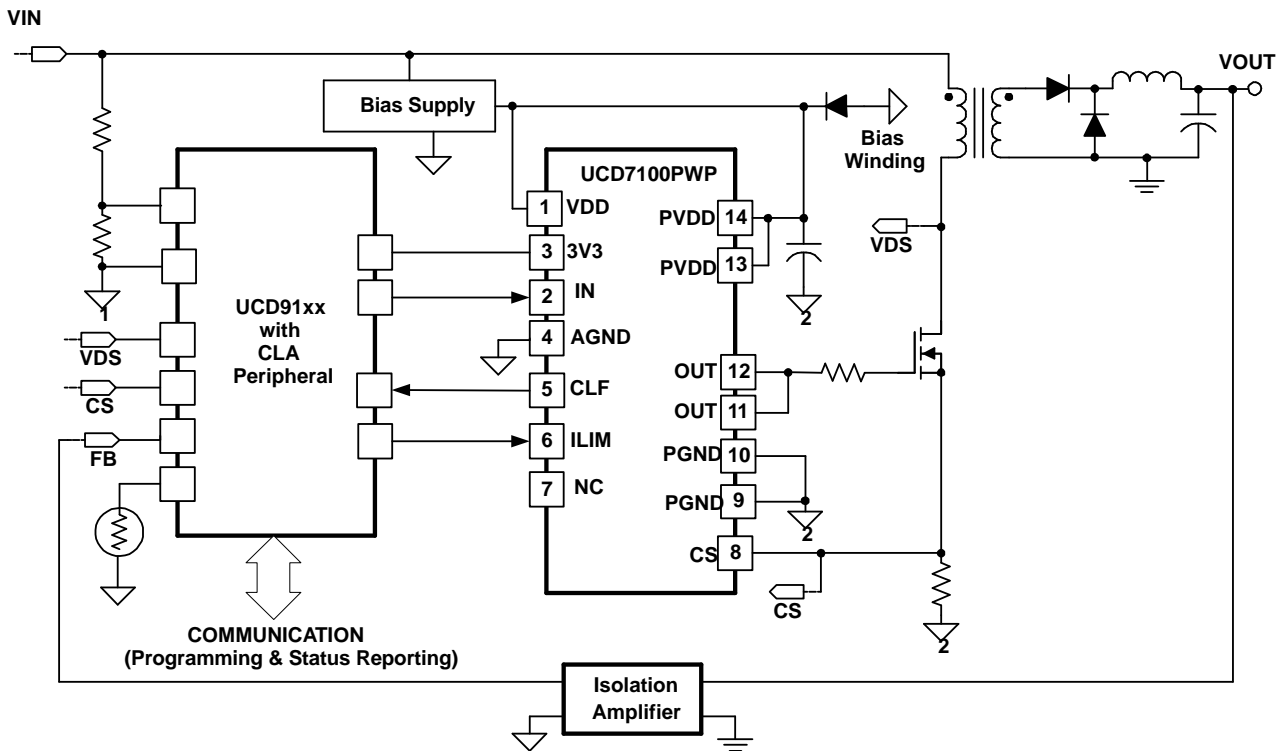 VIN
VOUT
Bias Supply
Bias
Winding
UCD7100PWP
1 VDD
3 3V3
2 IN
4 AGND
5 CLF
6 ILIM
7 NC
PVDD 14
PVDD 13
2
OUT 12
OUT 11
PGND 10
PGND 9
2
CS 8
CS
VDS
2
UCD91xx
with
CLA
Peripheral
1
VDS
CS
FB
COMMUNICATION
(Programming & Status Reporting)
Isolation
Amplifier